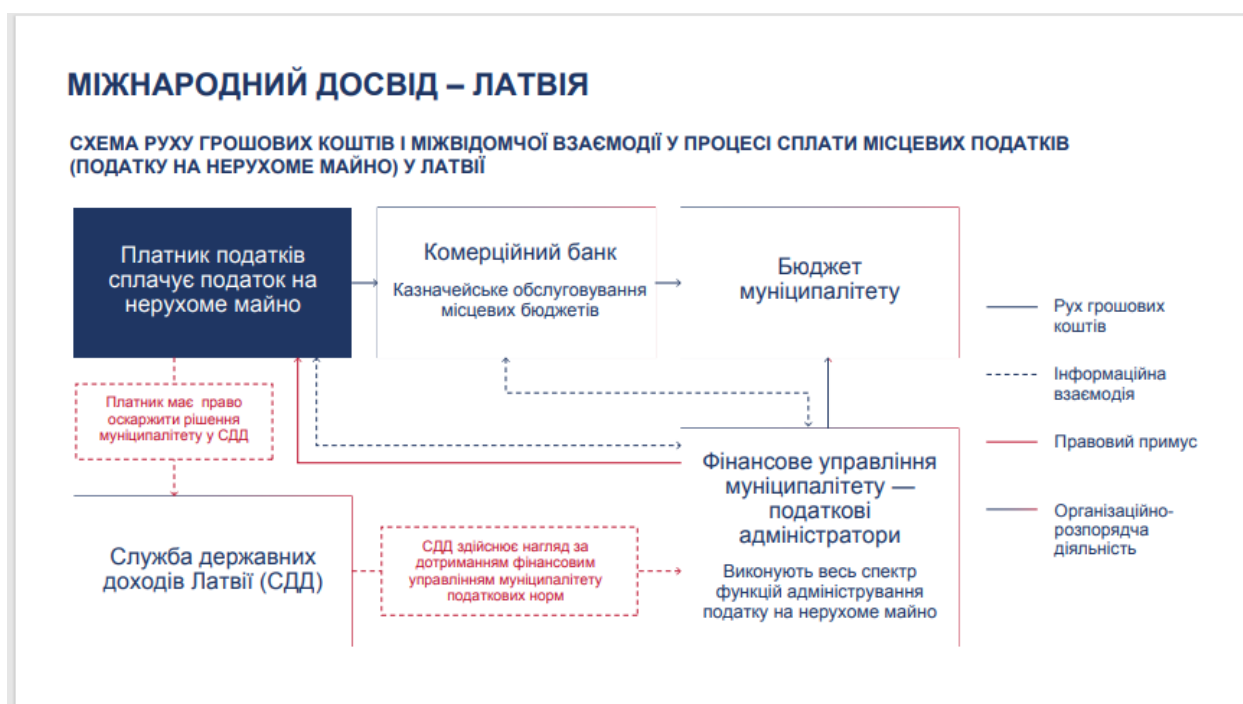 МІЖНАРОДНИЙ ДОСВІД – ЛАТВІЯ
СХЕМА РУХУ ГРОШОВИХ КОШТІВ І МІЖВІДОМЧОЇ ВЗАЄМОДІЇ У ПРОЦЕСІ СПЛАТИ МІСЦЕВИХ ПОДАТКІВ
(ПОДАТКУ НА НЕРУХОМЕ МАЙНО) У ЛАТВІЇ
Платник податків
сплачує податок на
нерухоме майно
Комерційний банк
Казначейське обслуговування
місцевих бюджетів
Бюджет
муніципалітету
Рух грошових
коштів
Інформаційна
взаємодія
Правовий примус
Організаційно-
розпорядча
діяльність
Платник має право
оскаржити рішення
муніципалітету у СДД
Служба державних
доходів Латвії (СДД)
СДД здійснює нагляд за
дотриманням фінансовим
управлінням муніципалітету
податкових норм
Фінансове управління
муніципалітету —
податкові
адміністратори
Виконують весь спектр
функцій адміністрування
податку на нерухоме майно